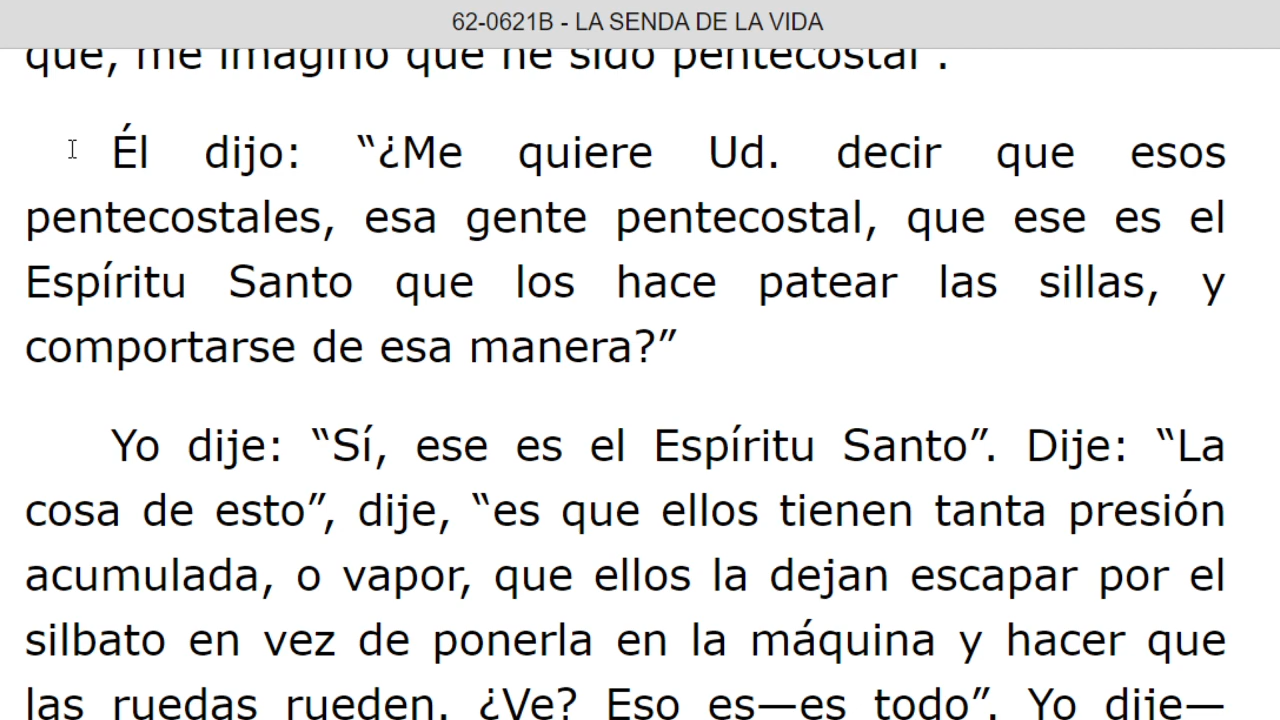 62-0621B - LA SENDA DE LA VIDA
que, me imagino que he sido pentecostal".
Él dijo: “¿Me quiere Ud. decir que esos
pentecostales, esa gente pentecostal, que ese es el
Espíritu Santo que los hace patear las sillas, y
comportarse de esa manera?”
Yo dije: “Sí, ese es el Espíritu Santo”. Dije: “La
cosa de esto”, dije, “es que ellos tienen tanta presión
acumulada, o vapor, que ellos la dejan escapar por el
silbato en vez de ponerla en la máquina y hacer que
las ruedas rueden. ¿Ve? Eso es—es todo”. Yo dije—